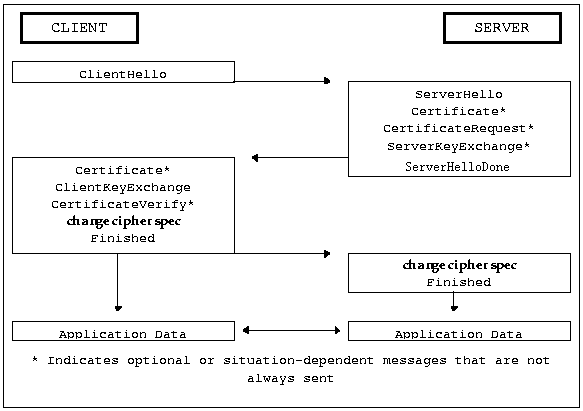 CLIENT
SERVER
ClientHello
ServerHello
Certificate*
CertificateRequest*
ServerKeyExchange*
ServerHelloDone
Certificate*
ClientKeyExchange
CertificateVerify*
change cipher spec
Finished
change cipher spec
Finished
Application Data
Application Data
* Indicates optional or situation-dependent messages that are not
always sent